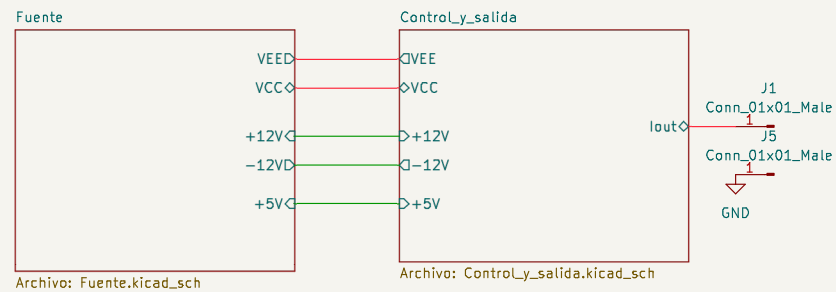 Fuente
VEE
VCC
+12V
-12V
+5V
Archivo: Fuente.kicad_sch
Control_y_salida
VEE
VCC
+12V
-12V
+5V
Iout
Archivo: Control_y_salida.kicad_sch
J1
Conn_01x01_Male
1
J5
Conn_01x01_Male
1
GND